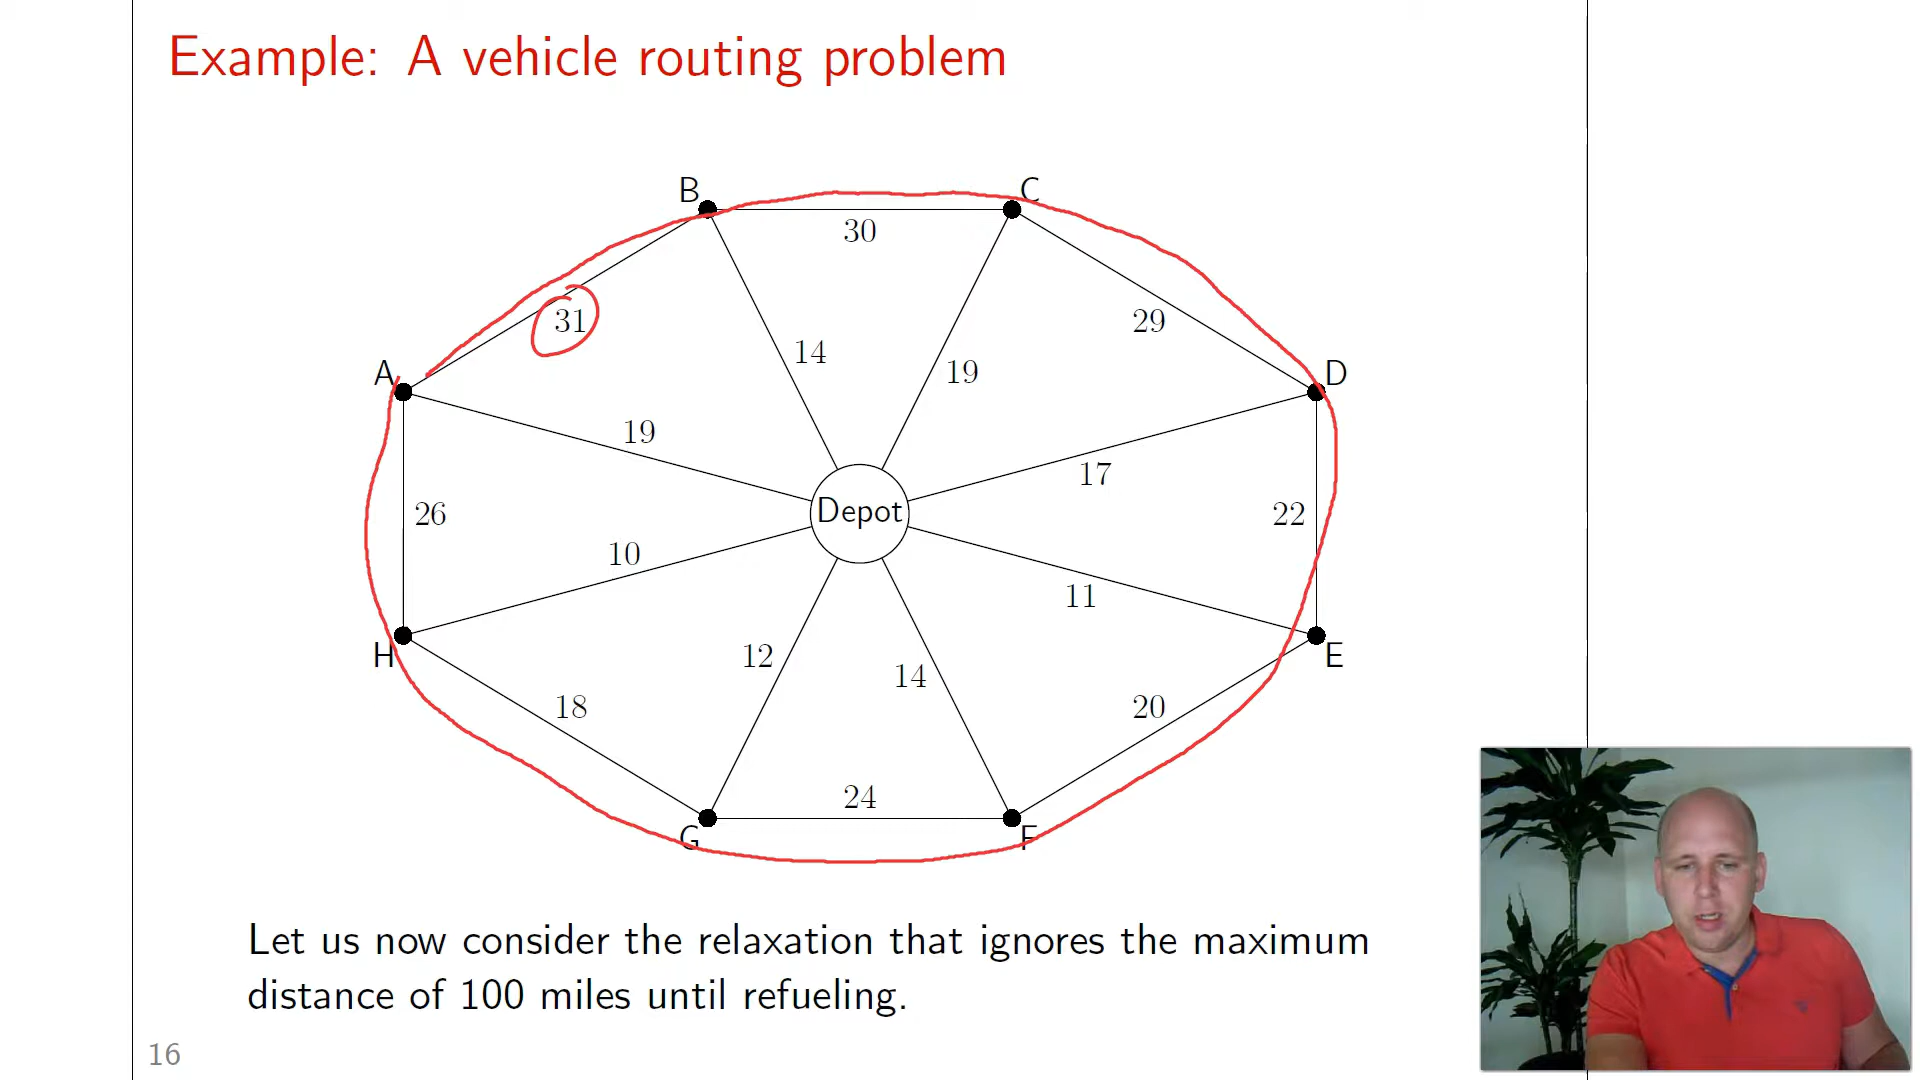 Example: A vehicle routing problem
B
C
30
31
29
14
19
A
D
19
17
26
Depot
22
10
11
H
12
14
E
18
20
24
G
F
Let us now consider the relaxation that ignores the maximum
distance of 100 miles until refueling.
16